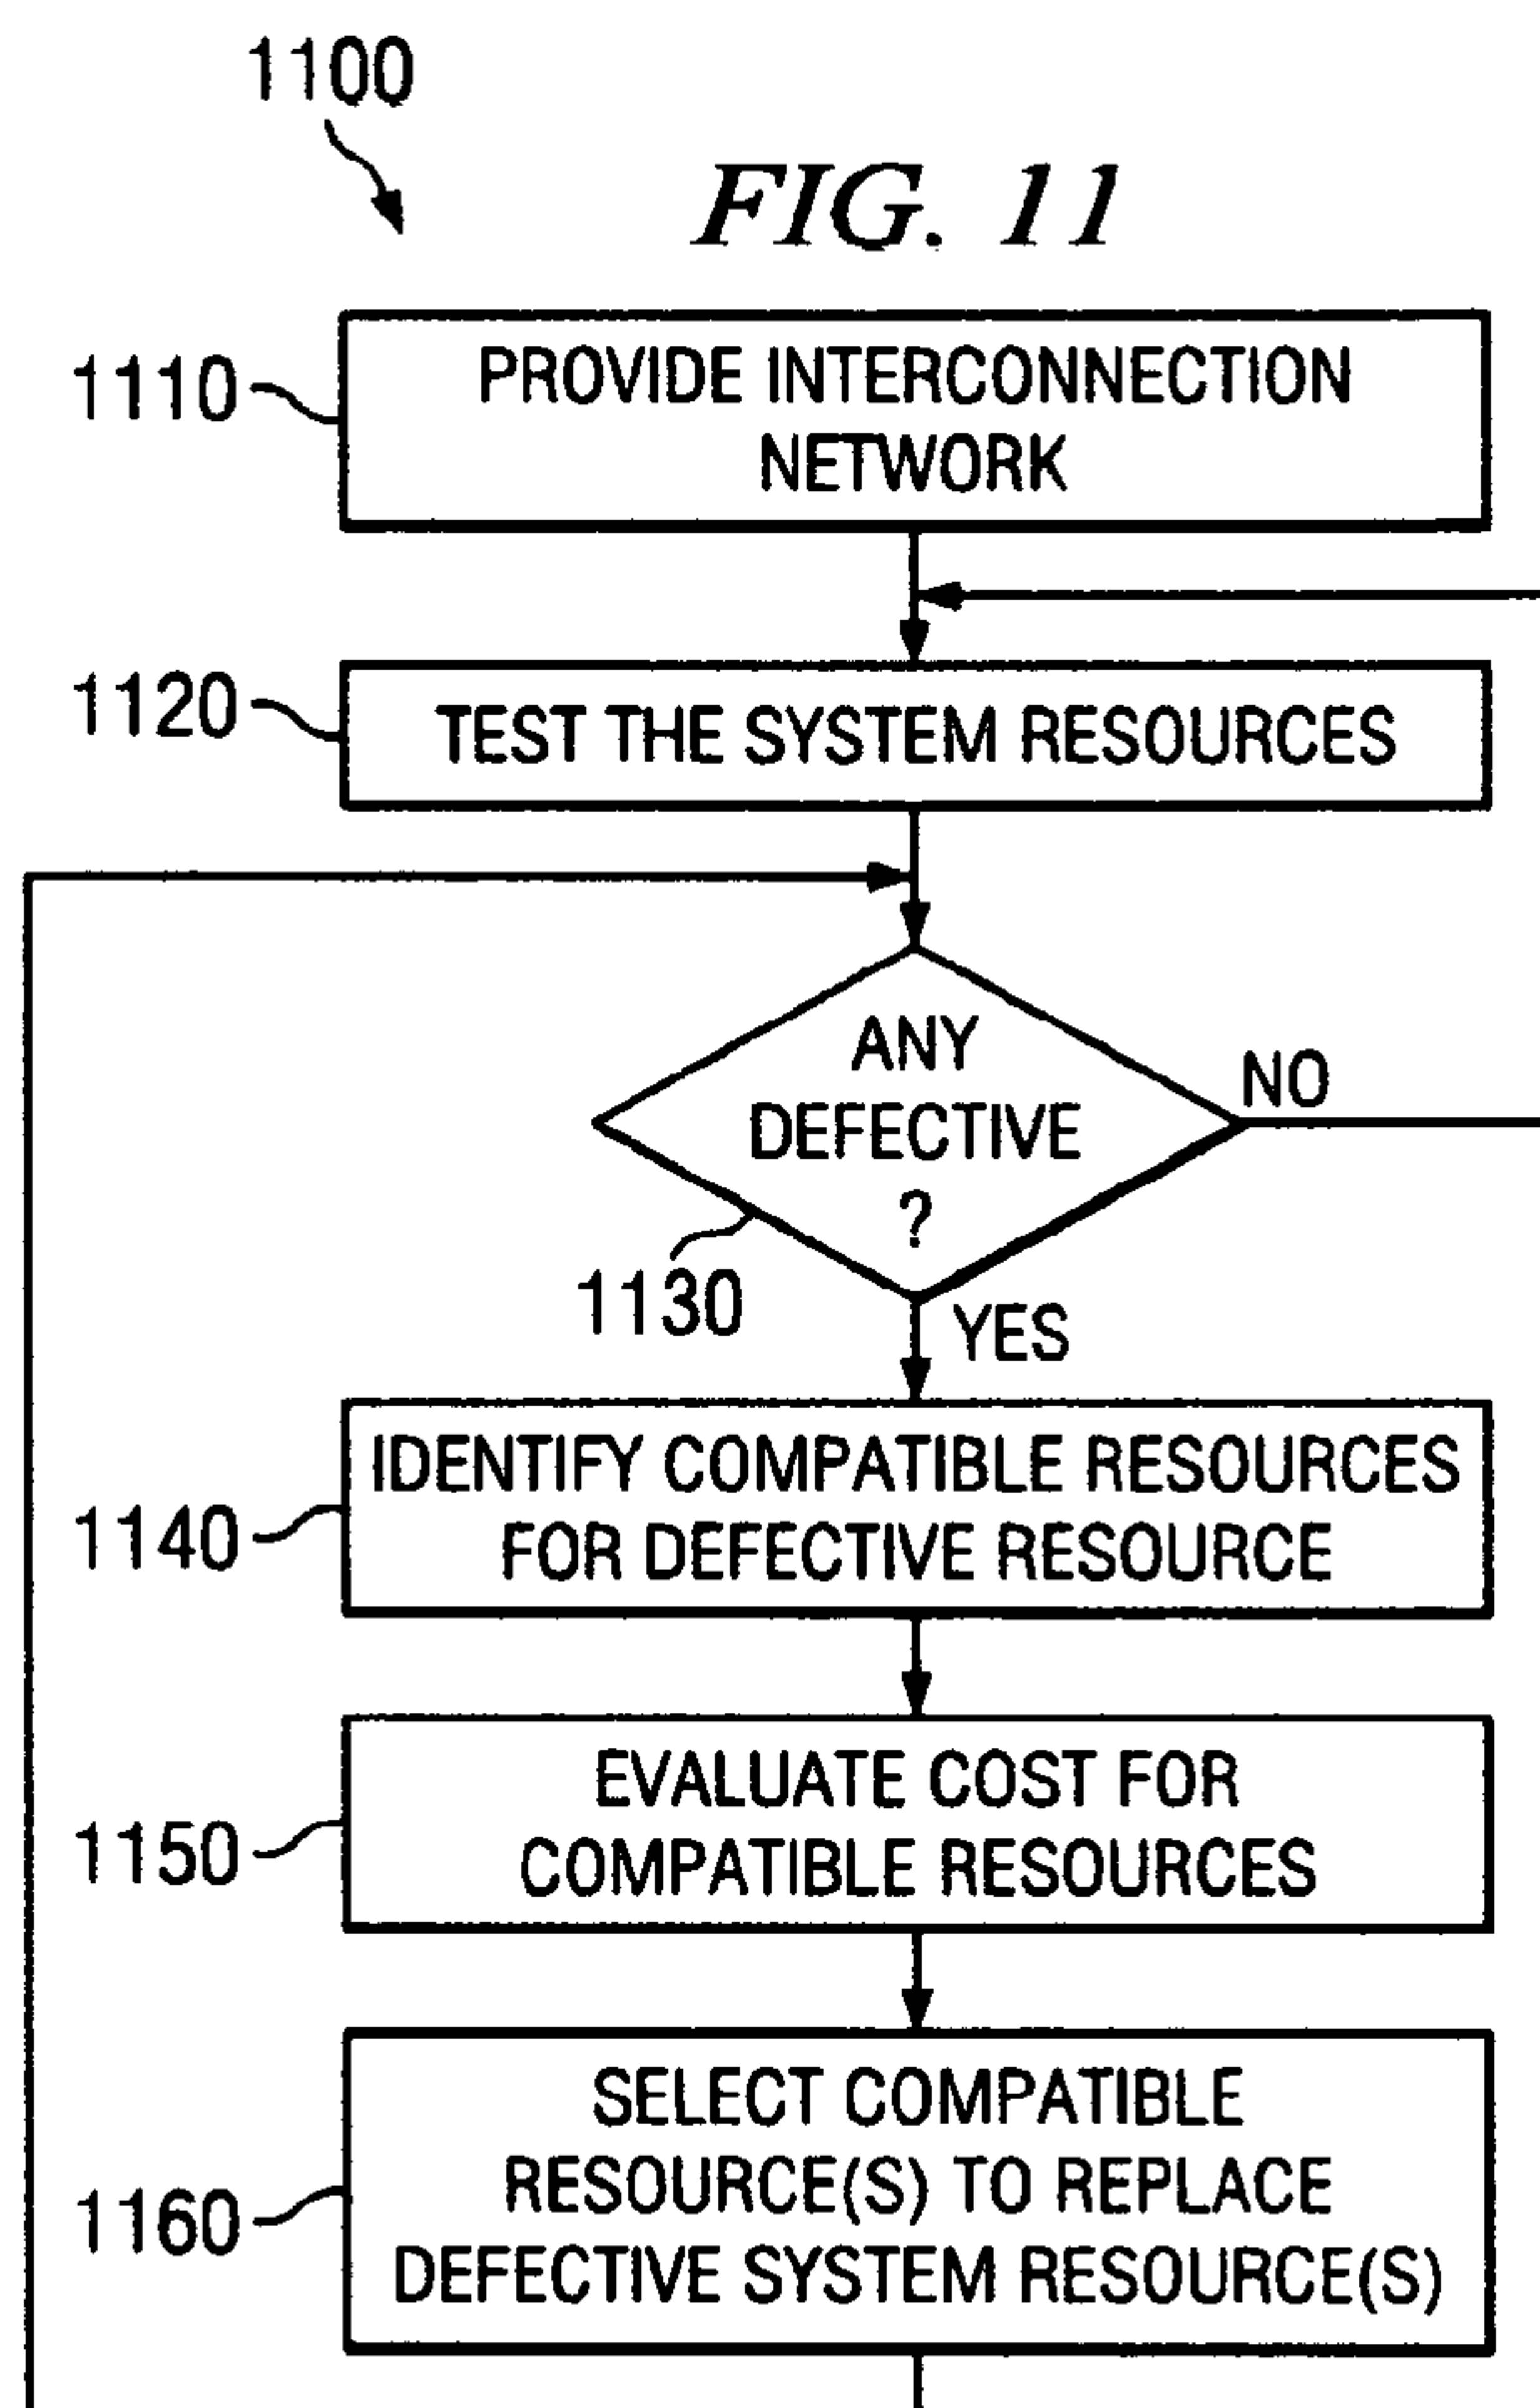 1100
FIG. 11
1110
PROVIDE INTERCONNECTION
NETWORK
1120
TEST THE SYSTEM RESOURCES
ANY
DEFECTIVE
?
NO
1130
YES
1140
IDENTIFY COMPATIBLE RESOURCES
FOR DEFECTIVE RESOURCE
1150
EVALUATE COST FOR
COMPATIBLE RESOURCES
1160
SELECT COMPATIBLE
RESOURCE(S) TO REPLACE
DEFECTIVE SYSTEM RESOURCE(S)